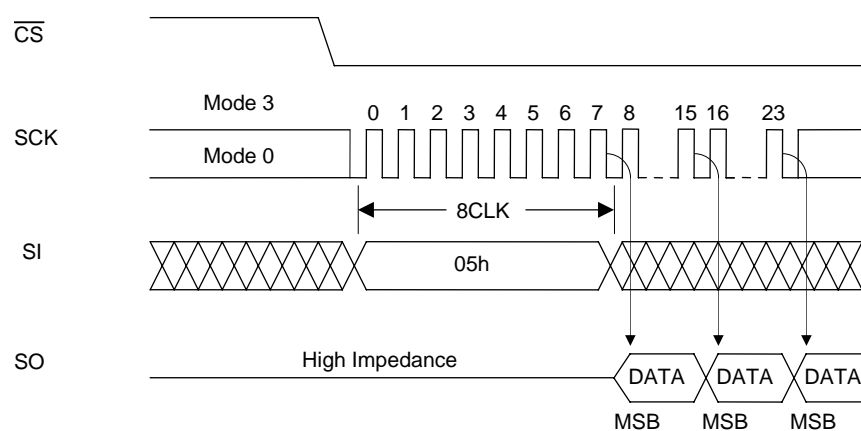 C̅S̅
Mode 3
0 1 2 3 4 5 6 7 8 15 16 23
SCK
Mode 0
8CLK
SI
05h
SO
High Impedance
DATA DATA DATA
MSB MSB MSB